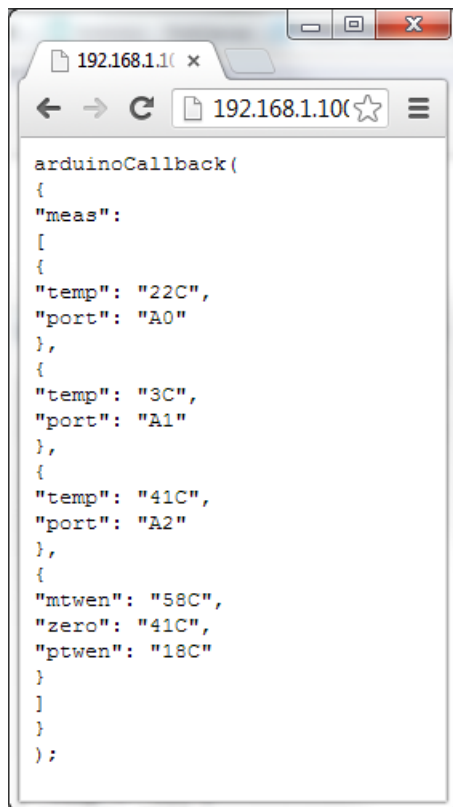 192.168.1.1
192.168.1.10
arduinoCallback(
{
"meas":
[
{
"temp": "22C",
"port": "A0"
},
{
"temp": "3C",
"port": "A1"
},
{
"temp": "41C",
"port": "A2"
},
{
"mtwen": "58C",
"zero": "41C",
"ptwen": "18C"
}
]
}
);